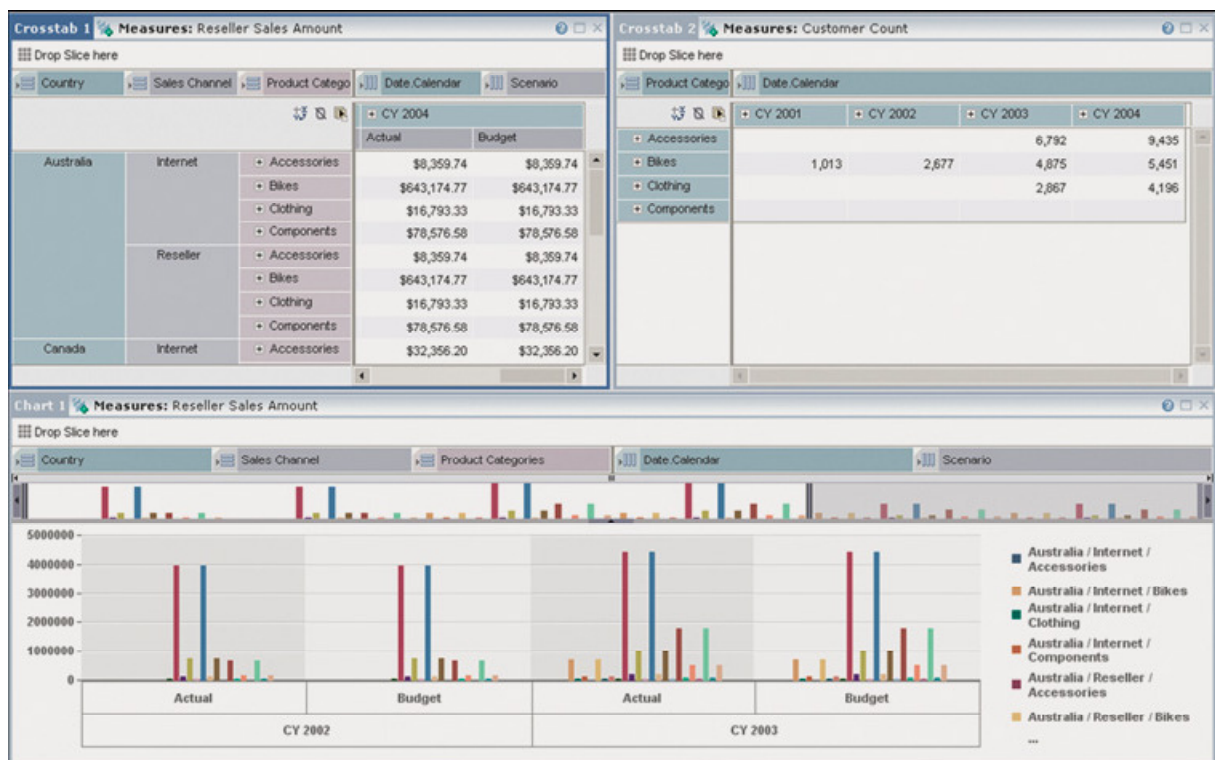 Crosstab 1 Measures: Reseller Sales Amount
Drop Slice here
Country Sales Channel Product Catego Date.Calendar Scenario
CY 2004
Actual Budget
Australia Internet Accessories $8,359.74 $8,359.74
Bikes $643,174.77 $643,174.77
Clothing $16,793.33 $16,793.33
Components $78,576.58 $78,576.58
Reseller Accessories $8,359.74 $8,359.74
Bikes $643,174.77 $643,174.77
Clothing $16,793.33 $16,793.33
Components $78,576.58 $78,576.58
Canada Internet Accessories $32,356.20 $32,356.20
Crosstab 2 Measures: Customer Count
Drop Slice here
Product Catego Date.Calendar
CY 2001 CY 2002 CY 2003 CY 2004
Accessories 6,792 9,435
Bikes 1,013 2,677 4,875 5,451
Clothing 2,867 4,196
Components
Chart 1 Measures: Reseller Sales Amount
Drop Slice here
Country Sales Channel Product Categories Date.Calendar Scenario
5000000
4000000
3000000
2000000
1000000
0
Actual Budget Actual Budget
CY 2002 CY 2003
Australia / Internet /
Accessories
Australia / Internet / Bikes
Australia / Internet /
Clothing
Australia / Internet /
Components
Australia / Reseller /
Accessories
Australia / Reseller / Bikes
...